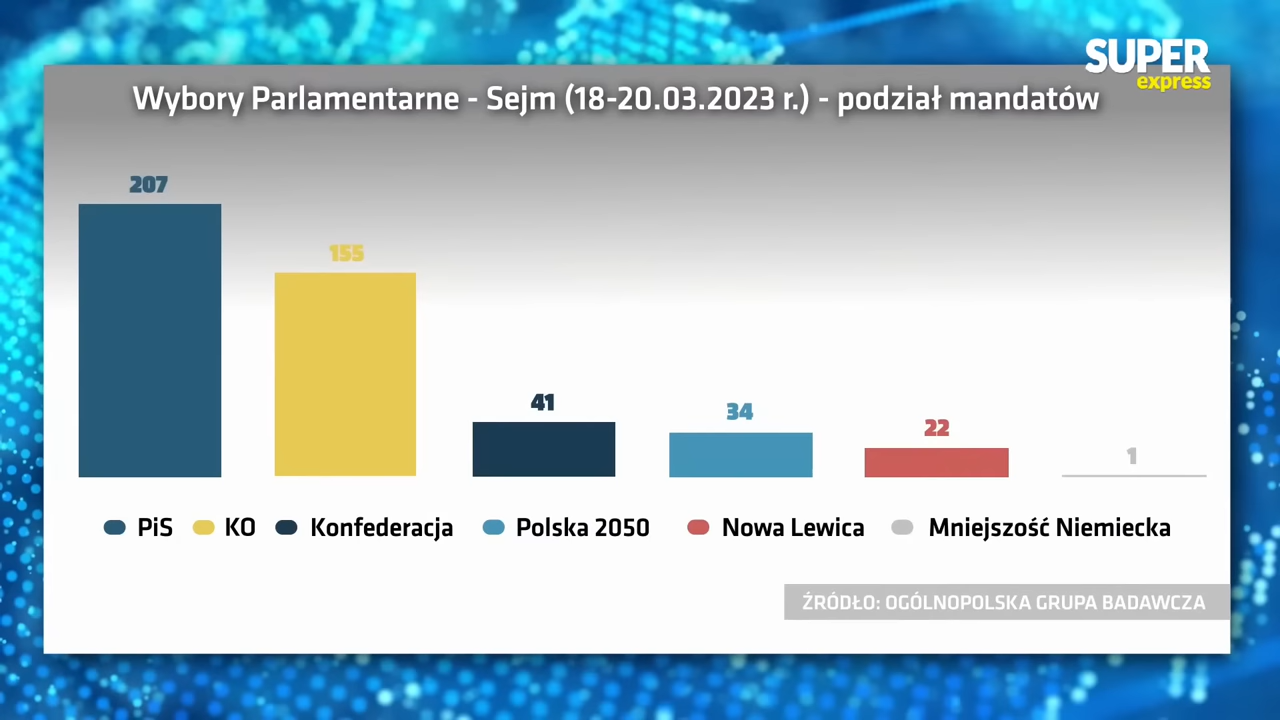 SUPER
express
Wybory Parlamentarne - Sejm (18-20.03.2023 r.) - podział mandatów
207
155
41
34
22
1
PiS KO Konfederacja Polska 2050 Nowa Lewica Mniejszość Niemiecka
ŹRÓDŁO: OGÓLNOPOLSKA GRUPA BADAWCZA